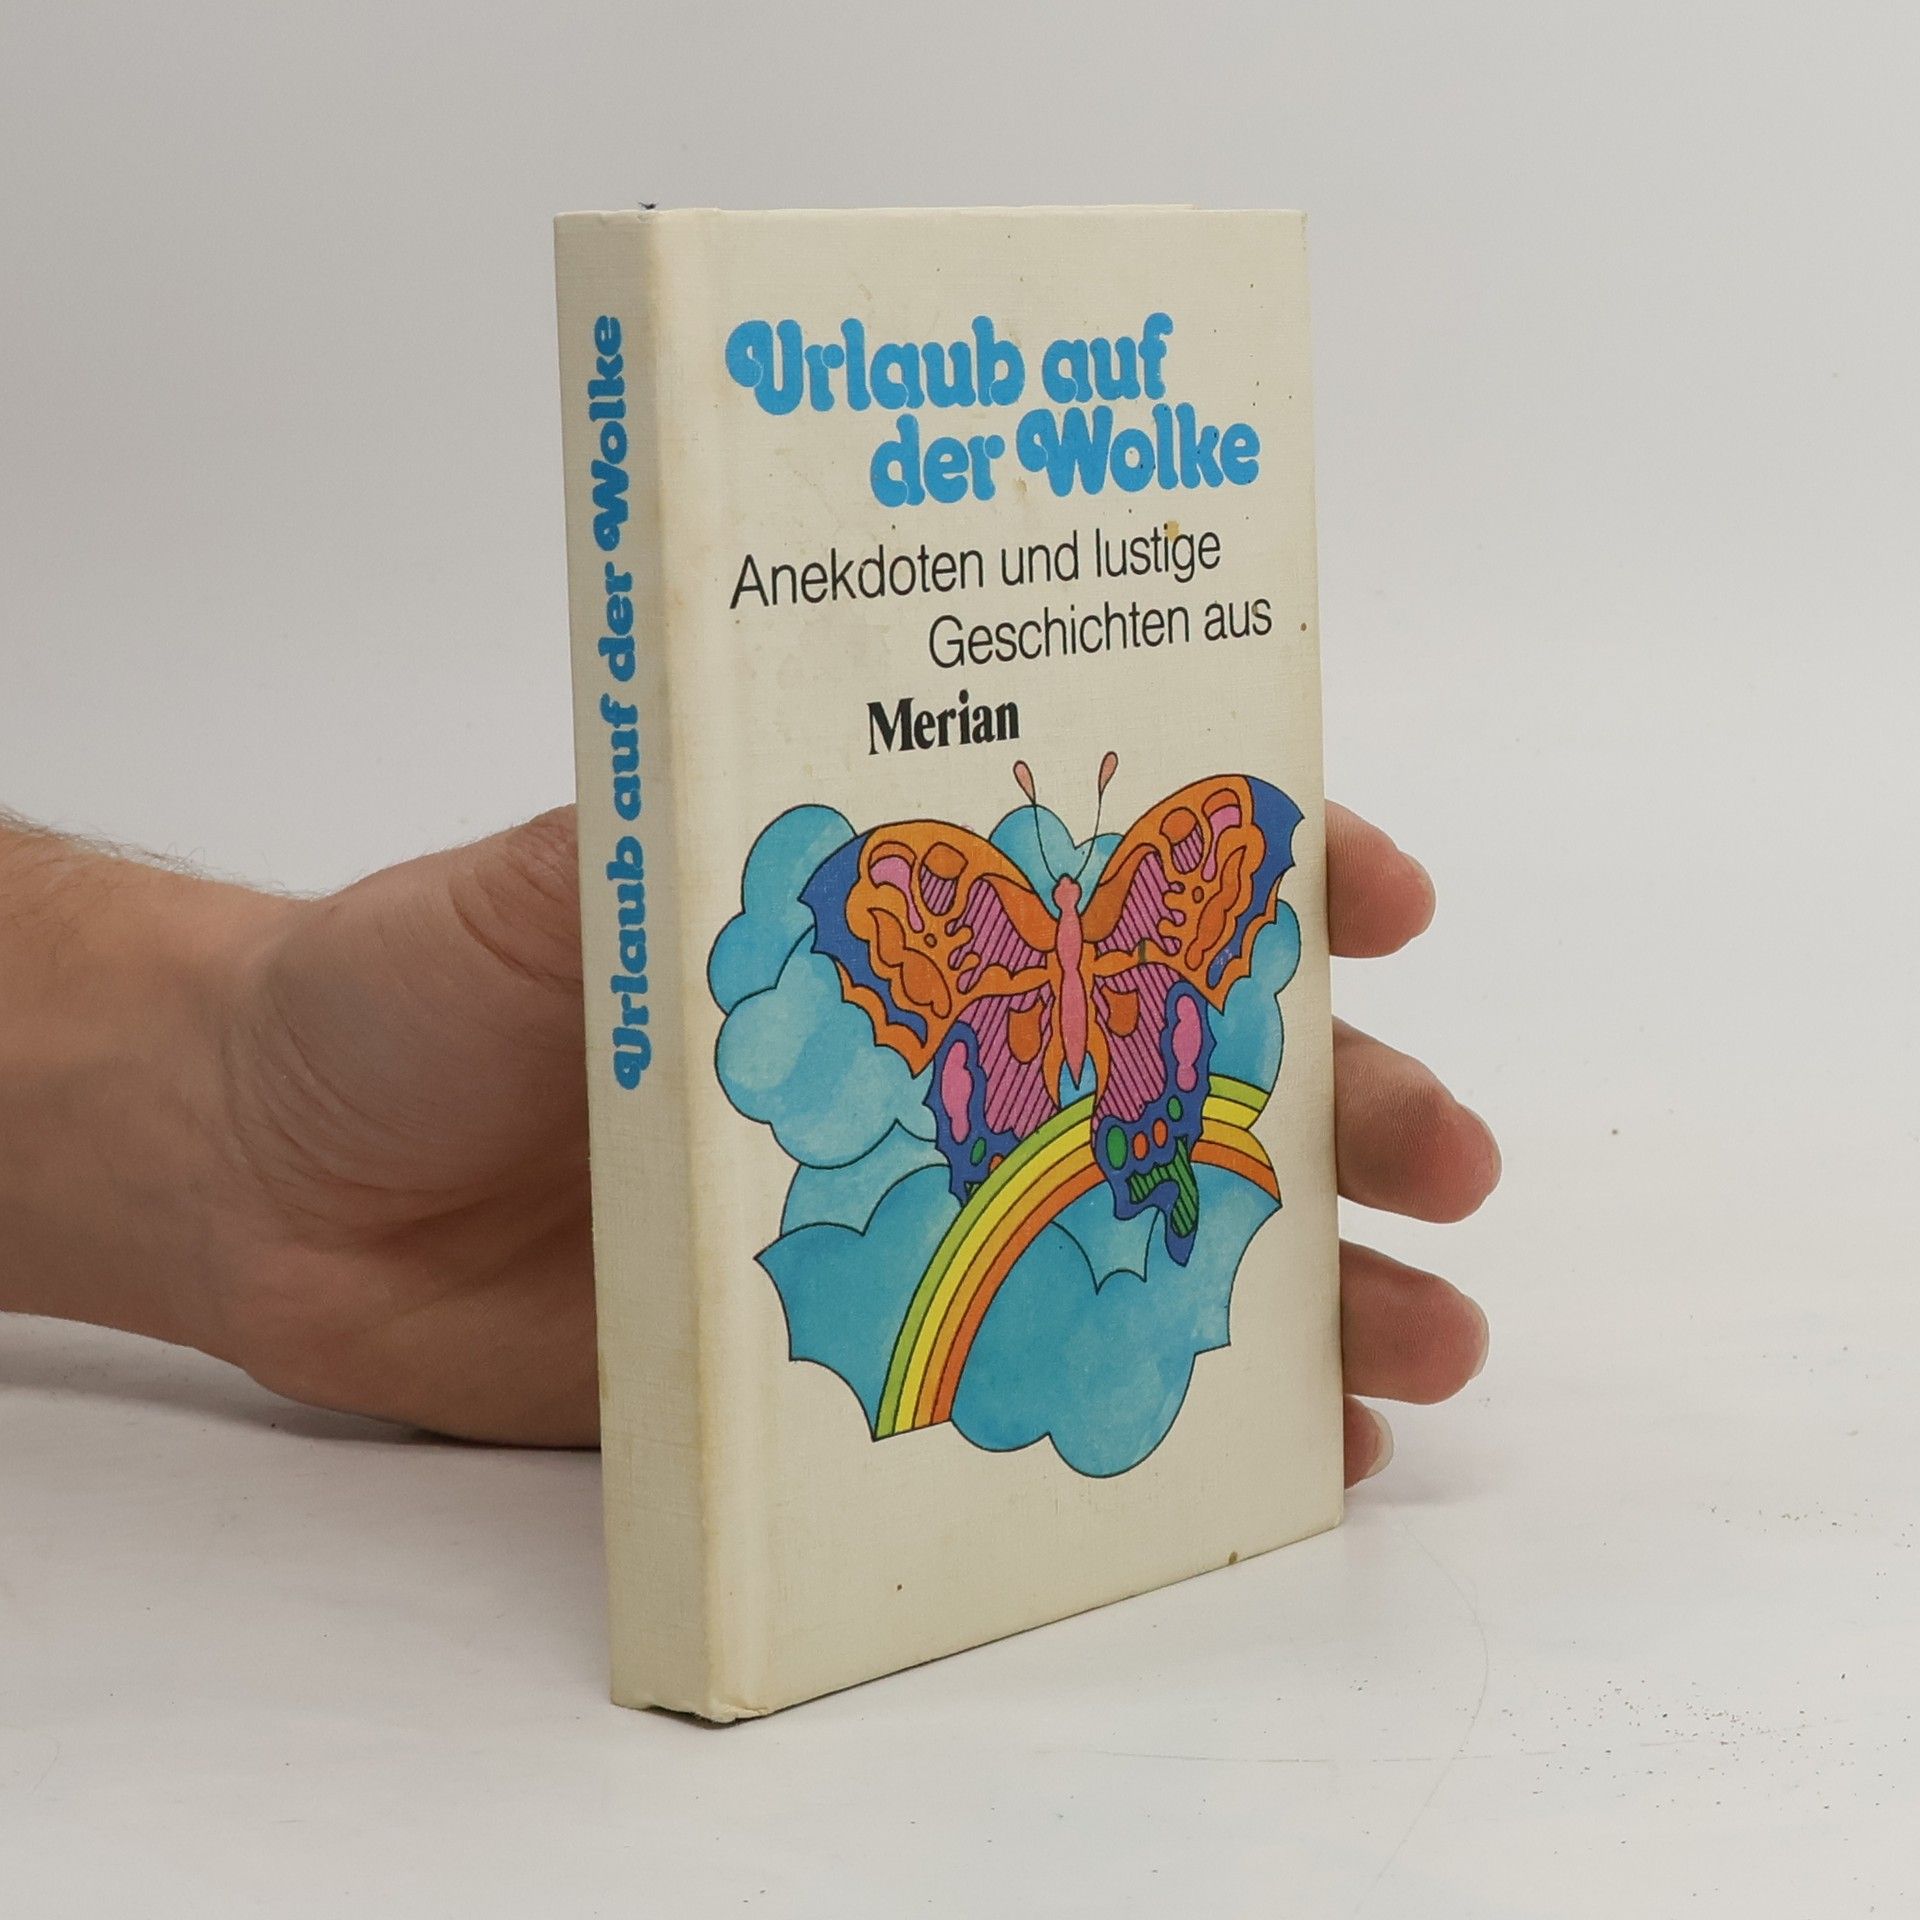 Urlaub auf der Wolke
Urlaub auf
der Wolke
Anekdoten und lustige
Geschichten aus
Merian